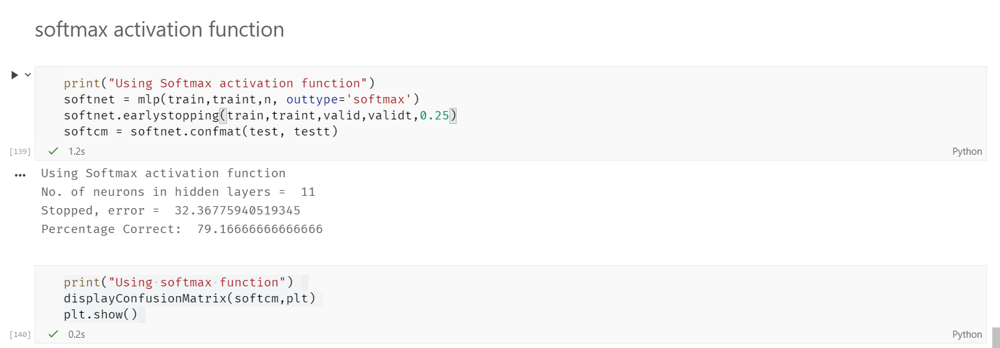 softmax activation function
print("Using Softmax activation function")
softnet = mlp(train,traint,n, outtype='softmax')
softnet.earlystopping(train,traint,valid,validt,0.25)
softcm = softnet.confmat(test, testt)
[139] 1.2s Python
Using Softmax activation function
No. of neurons in hidden layers =  11
Stopped, error =  32.36775940519345
Percentage Correct:  79.16666666666666
print("Using softmax function")
displayConfusionMatrix(softcm,plt)
plt.show()
[140] 0.2s Python